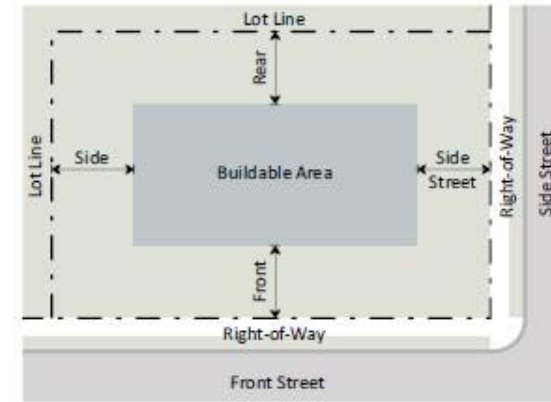 Lot Line
Rear
Lot Line
Side
Buildable Area
Side
Street
Right-of-Way
Side Street
Front
Right-of-Way
Front Street